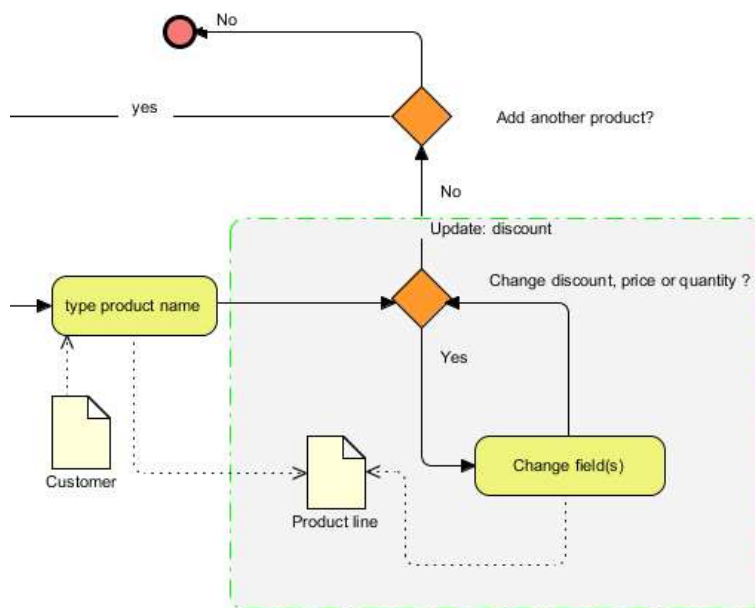 No
yes
Add another product?
No
Update: discount
Change discount, price or quantity ?
type product name
Yes
Change field(s)
Customer
Product line